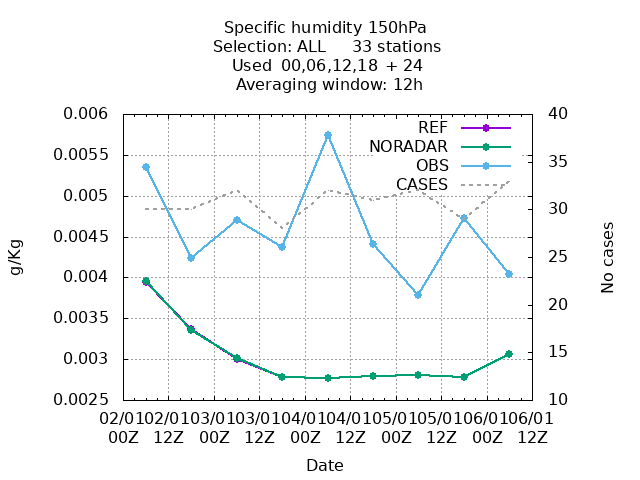 Specific humidity 150hPa
Selection: ALL 33 stations
Used 00,06,12,18 + 24
Averaging window: 12h
0.006 40
REF
NORADAR
0.0055 35
OBS
CASES
0.005 30
0.0045 25
0.004 20
0.0035 15
0.003 10
0.0025
g/Kg
No cases
02/01 02/01 03/01 03/01 04/01 04/01 05/01 05/01 06/01 06/01
00Z 12Z 00Z 12Z 00Z 12Z 00Z 12Z 00Z 12Z
Date